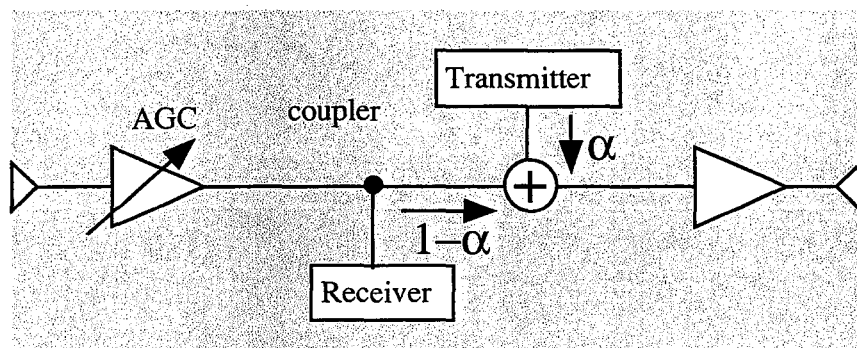 Transmitter
AGC
coupler
α
+
1−α
Receiver